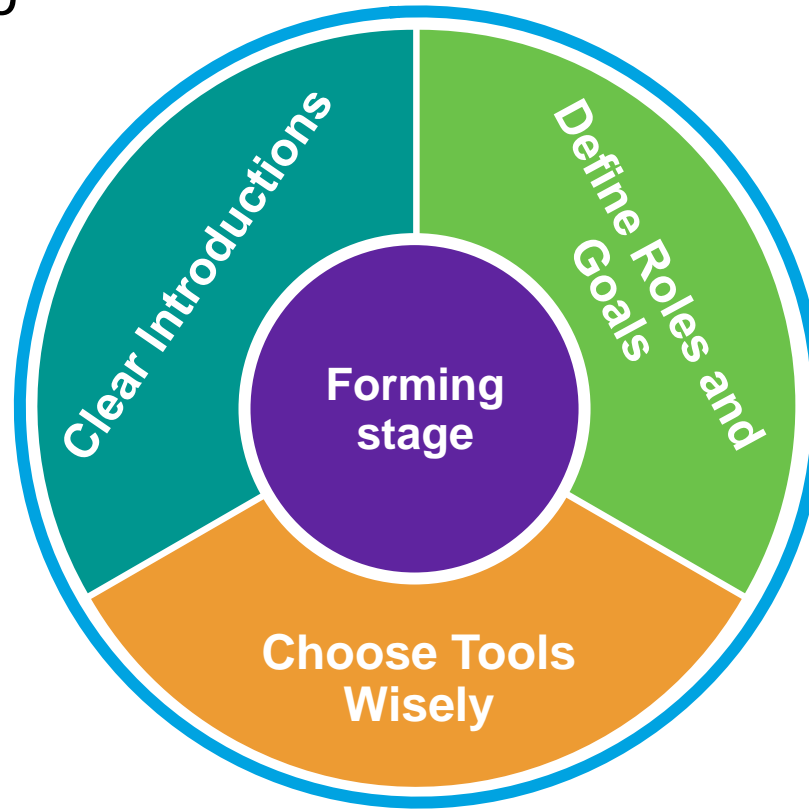 Clear Introductions
Define Roles and
Goals
Forming
stage
Choose Tools
Wisely